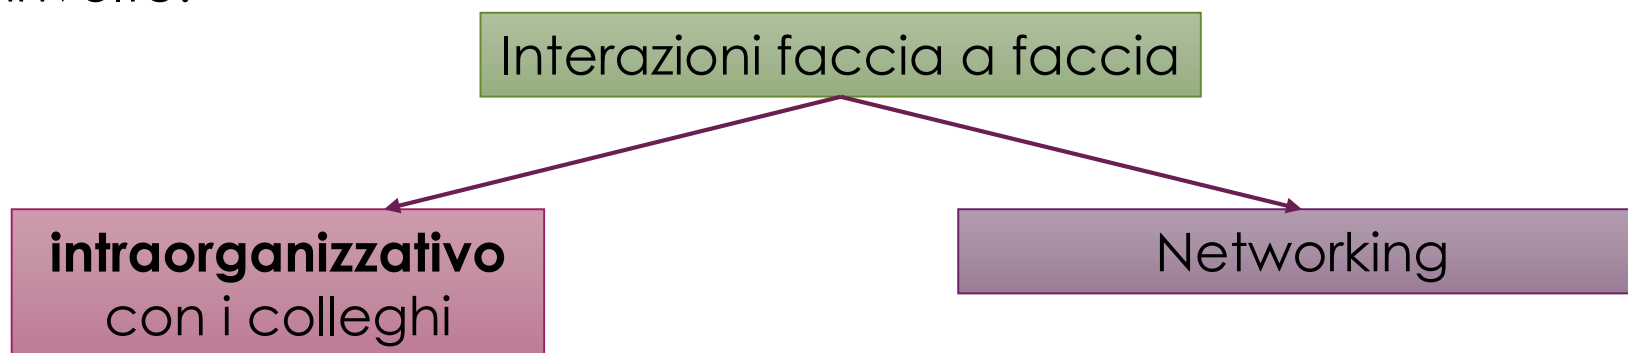 Interazioni faccia a faccia
intraorganizzativo
con i colleghi
Networking